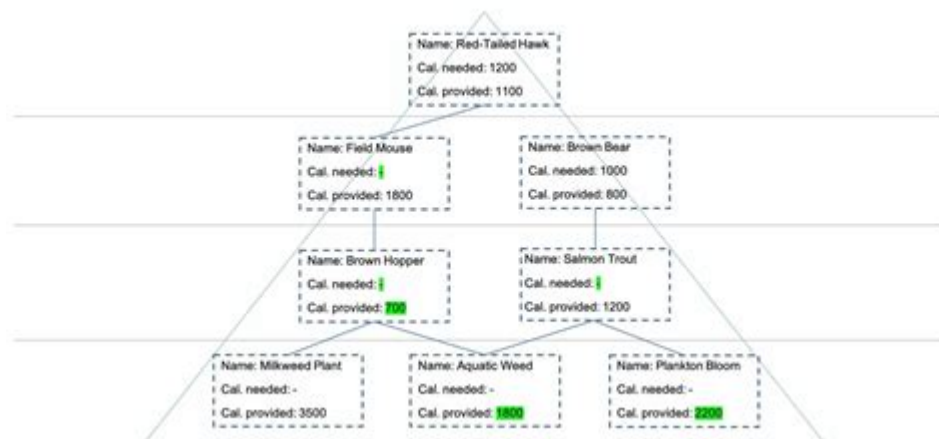 Name: Red-Tailed Hawk
Cal. needed: 1200
Cal. provided: 1100
Name: Field Mouse
Cal. needed: -
Cal. provided: 1800
Name: Brown Bear
Cal. needed: 1000
Cal. provided: 800
Name: Brown Hopper
Cal. needed: -
Cal. provided: 700
Name: Salmon Trout
Cal. needed: -
Cal. provided: 1200
Name: Milkweed Plant
Cal. needed: -
Cal. provided: 3500
Name: Aquatic Weed
Cal. needed: -
Cal. provided: 1800
Name: Plankton Bloom
Cal. needed: -
Cal. provided: 2200